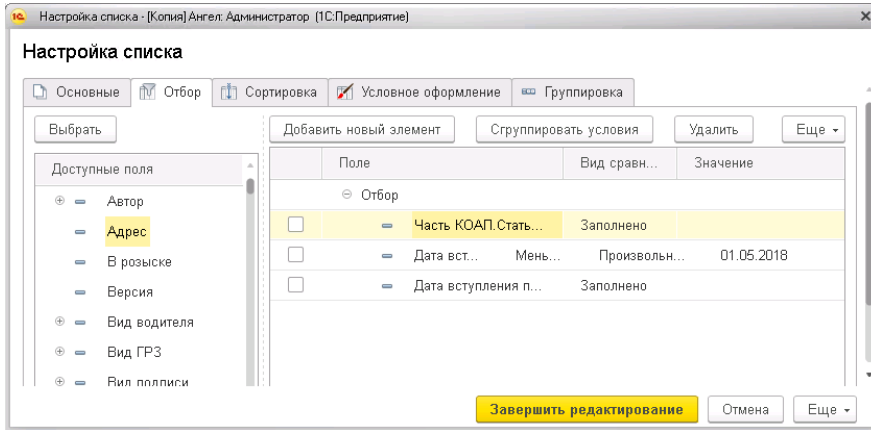 Настройка списка - [Копия] Ангел: Администратор (1С:Предприятие)
Настройка списка
Основные Отбор Сортировка Условное оформление Группировка
Выбрать Добавить новый элемент Сгруппировать условия Удалить Еще
Доступные поля Поле Вид сравн... Значение
Автор Отбор
Адрес Часть КОАП.Стать... Заполнено
В розыске Дата вст... Мень... Произвольн... 01.05.2018
Версия Дата вступления п... Заполнено
Вид водителя
Вид ГРЗ
Вид подписи
Завершить редактирование Отмена Еще